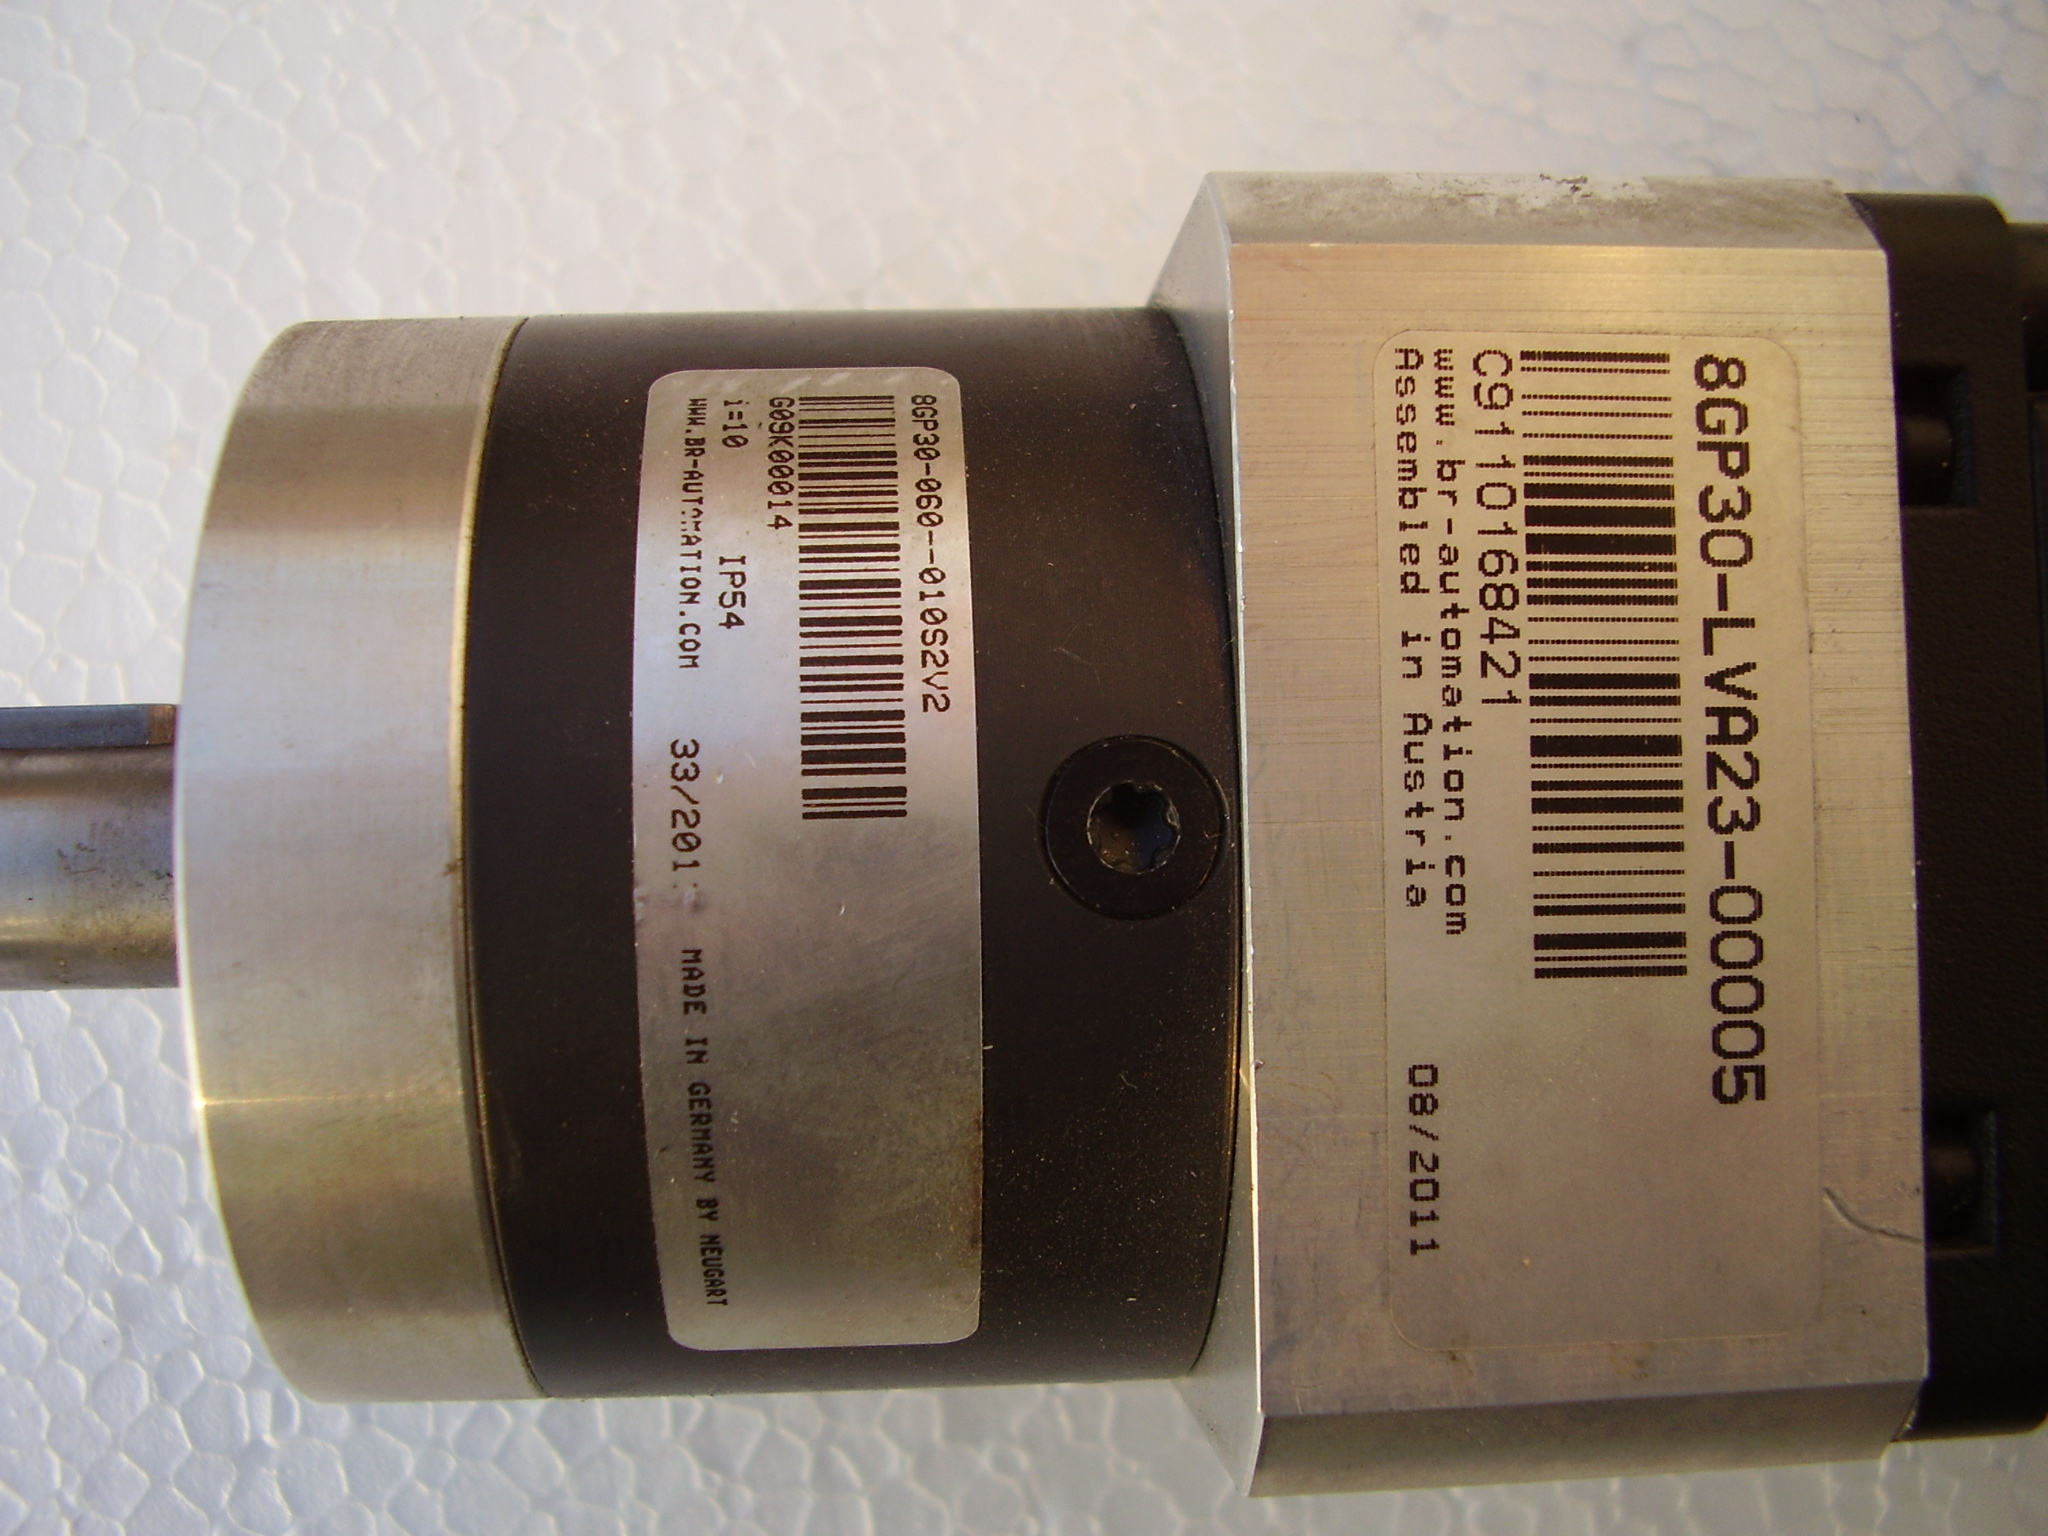 8GP30-060--010S2V2
G09K000014
i=10 IP54
WWW.BR-AUTOMATION.COM 33/201 MADE IN GERMANY BY NEUGART
8GP30-LVA23-00005
C9110168421
www.br-automation.com
Assembled in Austria 08/2011